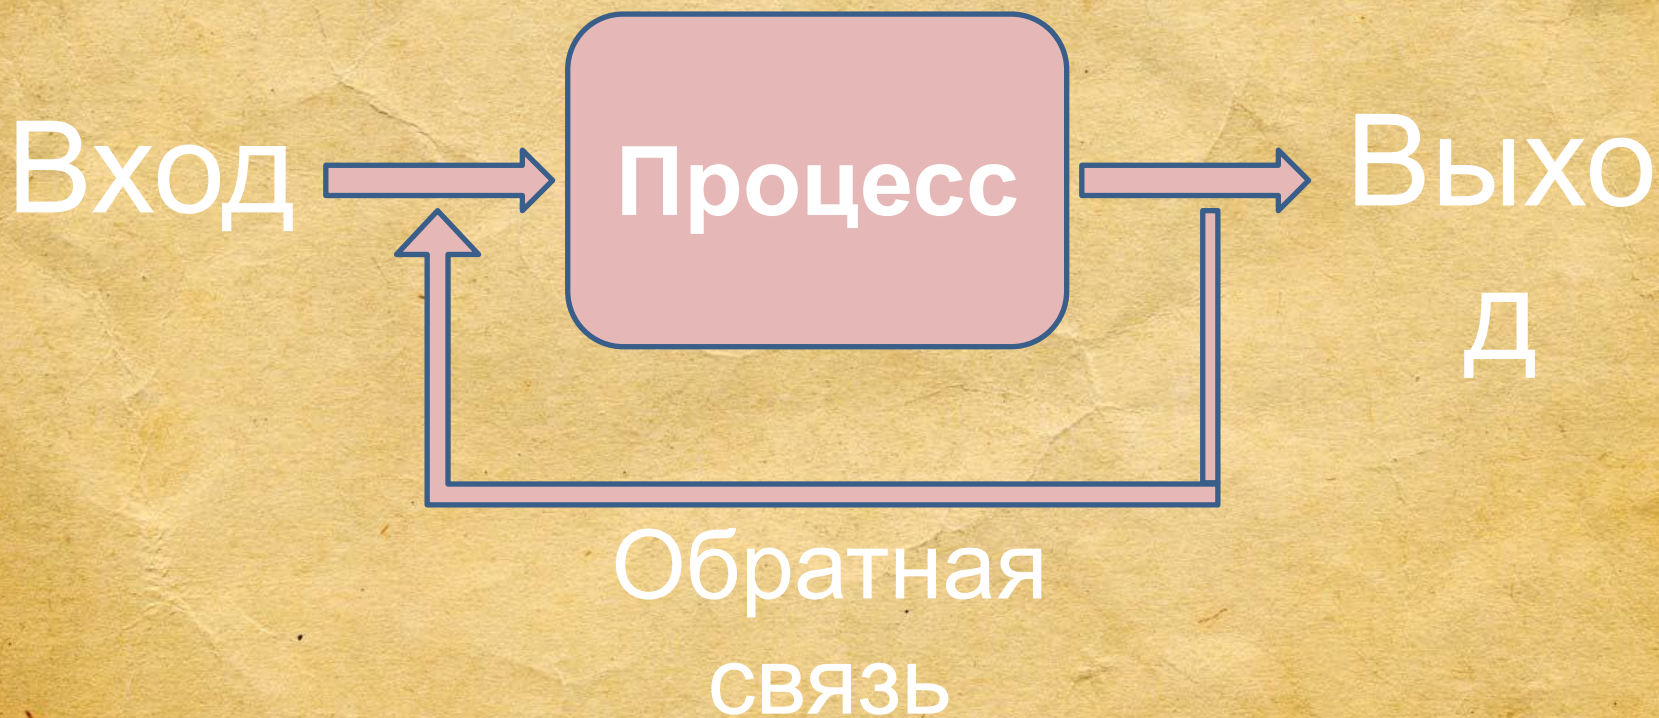 Вход
Процесс
Выхо
д
Обратная
связь